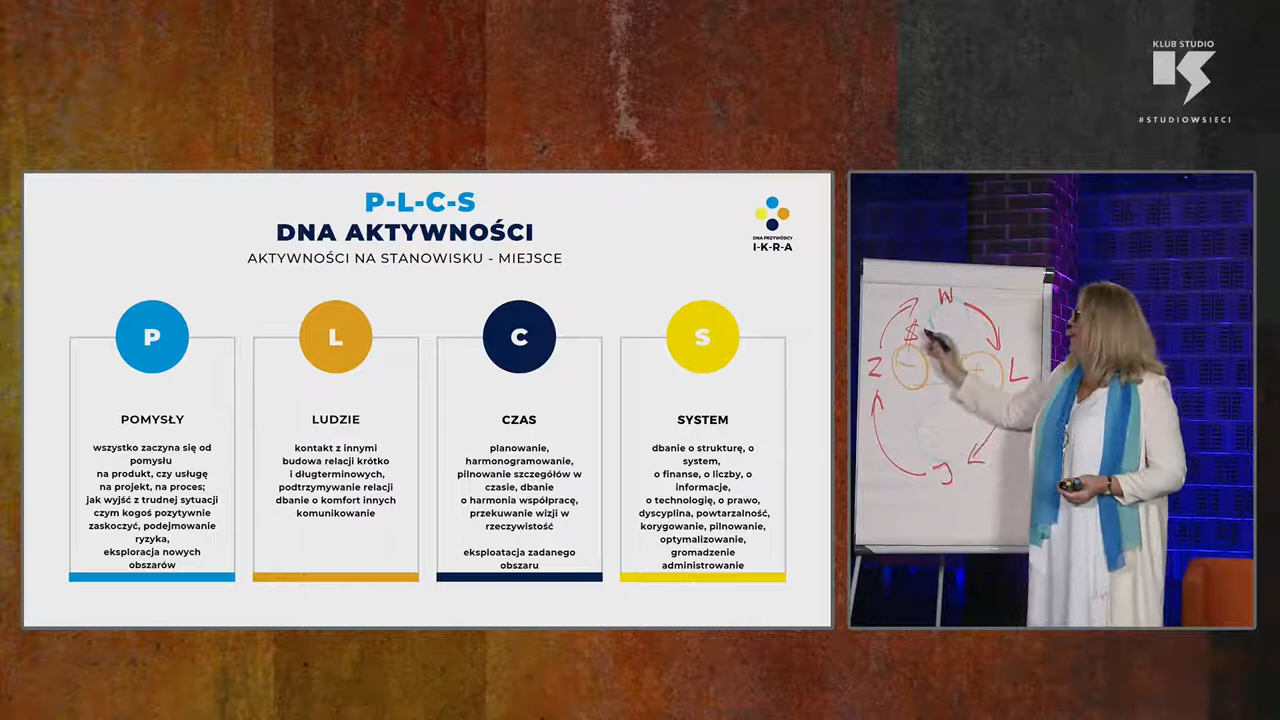 KLUB STUDIO
KS
#STUDIOWSIECI
P-L-C-S
DNA AKTYWNOŚCI
AKTYWNOŚCI NA STANOWISKU - MIEJSCE
DNA PRZYWÓDCY
I-K-R-A
P
POMYSŁY
wszystko zaczyna się od
pomysłu
na produkt, czy usługę
na projekt, na proces;
jak wyjść z trudnej sytuacji
czym kogoś pozytywnie
zaskoczyć, podejmowanie
ryzyka,
eksploracja nowych
obszarów
L
LUDZIE
kontakt z innymi
budowa relacji krótko
i długterminowych,
podtrzymywanie relacji
dbanie o komfort innych
komunikowanie
C
CZAS
planowanie,
harmonogramowanie,
pilnowanie szczegółów w
czasie, dbanie
o harmonia współpracę,
przekuwanie wizji w
rzeczywistość
eksploatacja zadanego
obszaru
S
SYSTEM
dbanie o strukturę, o
system,
o finanse, o liczby, o
informacje,
o technologię, o prawo,
dyscyplina, powtarzalność,
korygowanie, pilnowanie,
optymalizowanie,
gromadzenie
administrowanie
W
$
Z
L
J